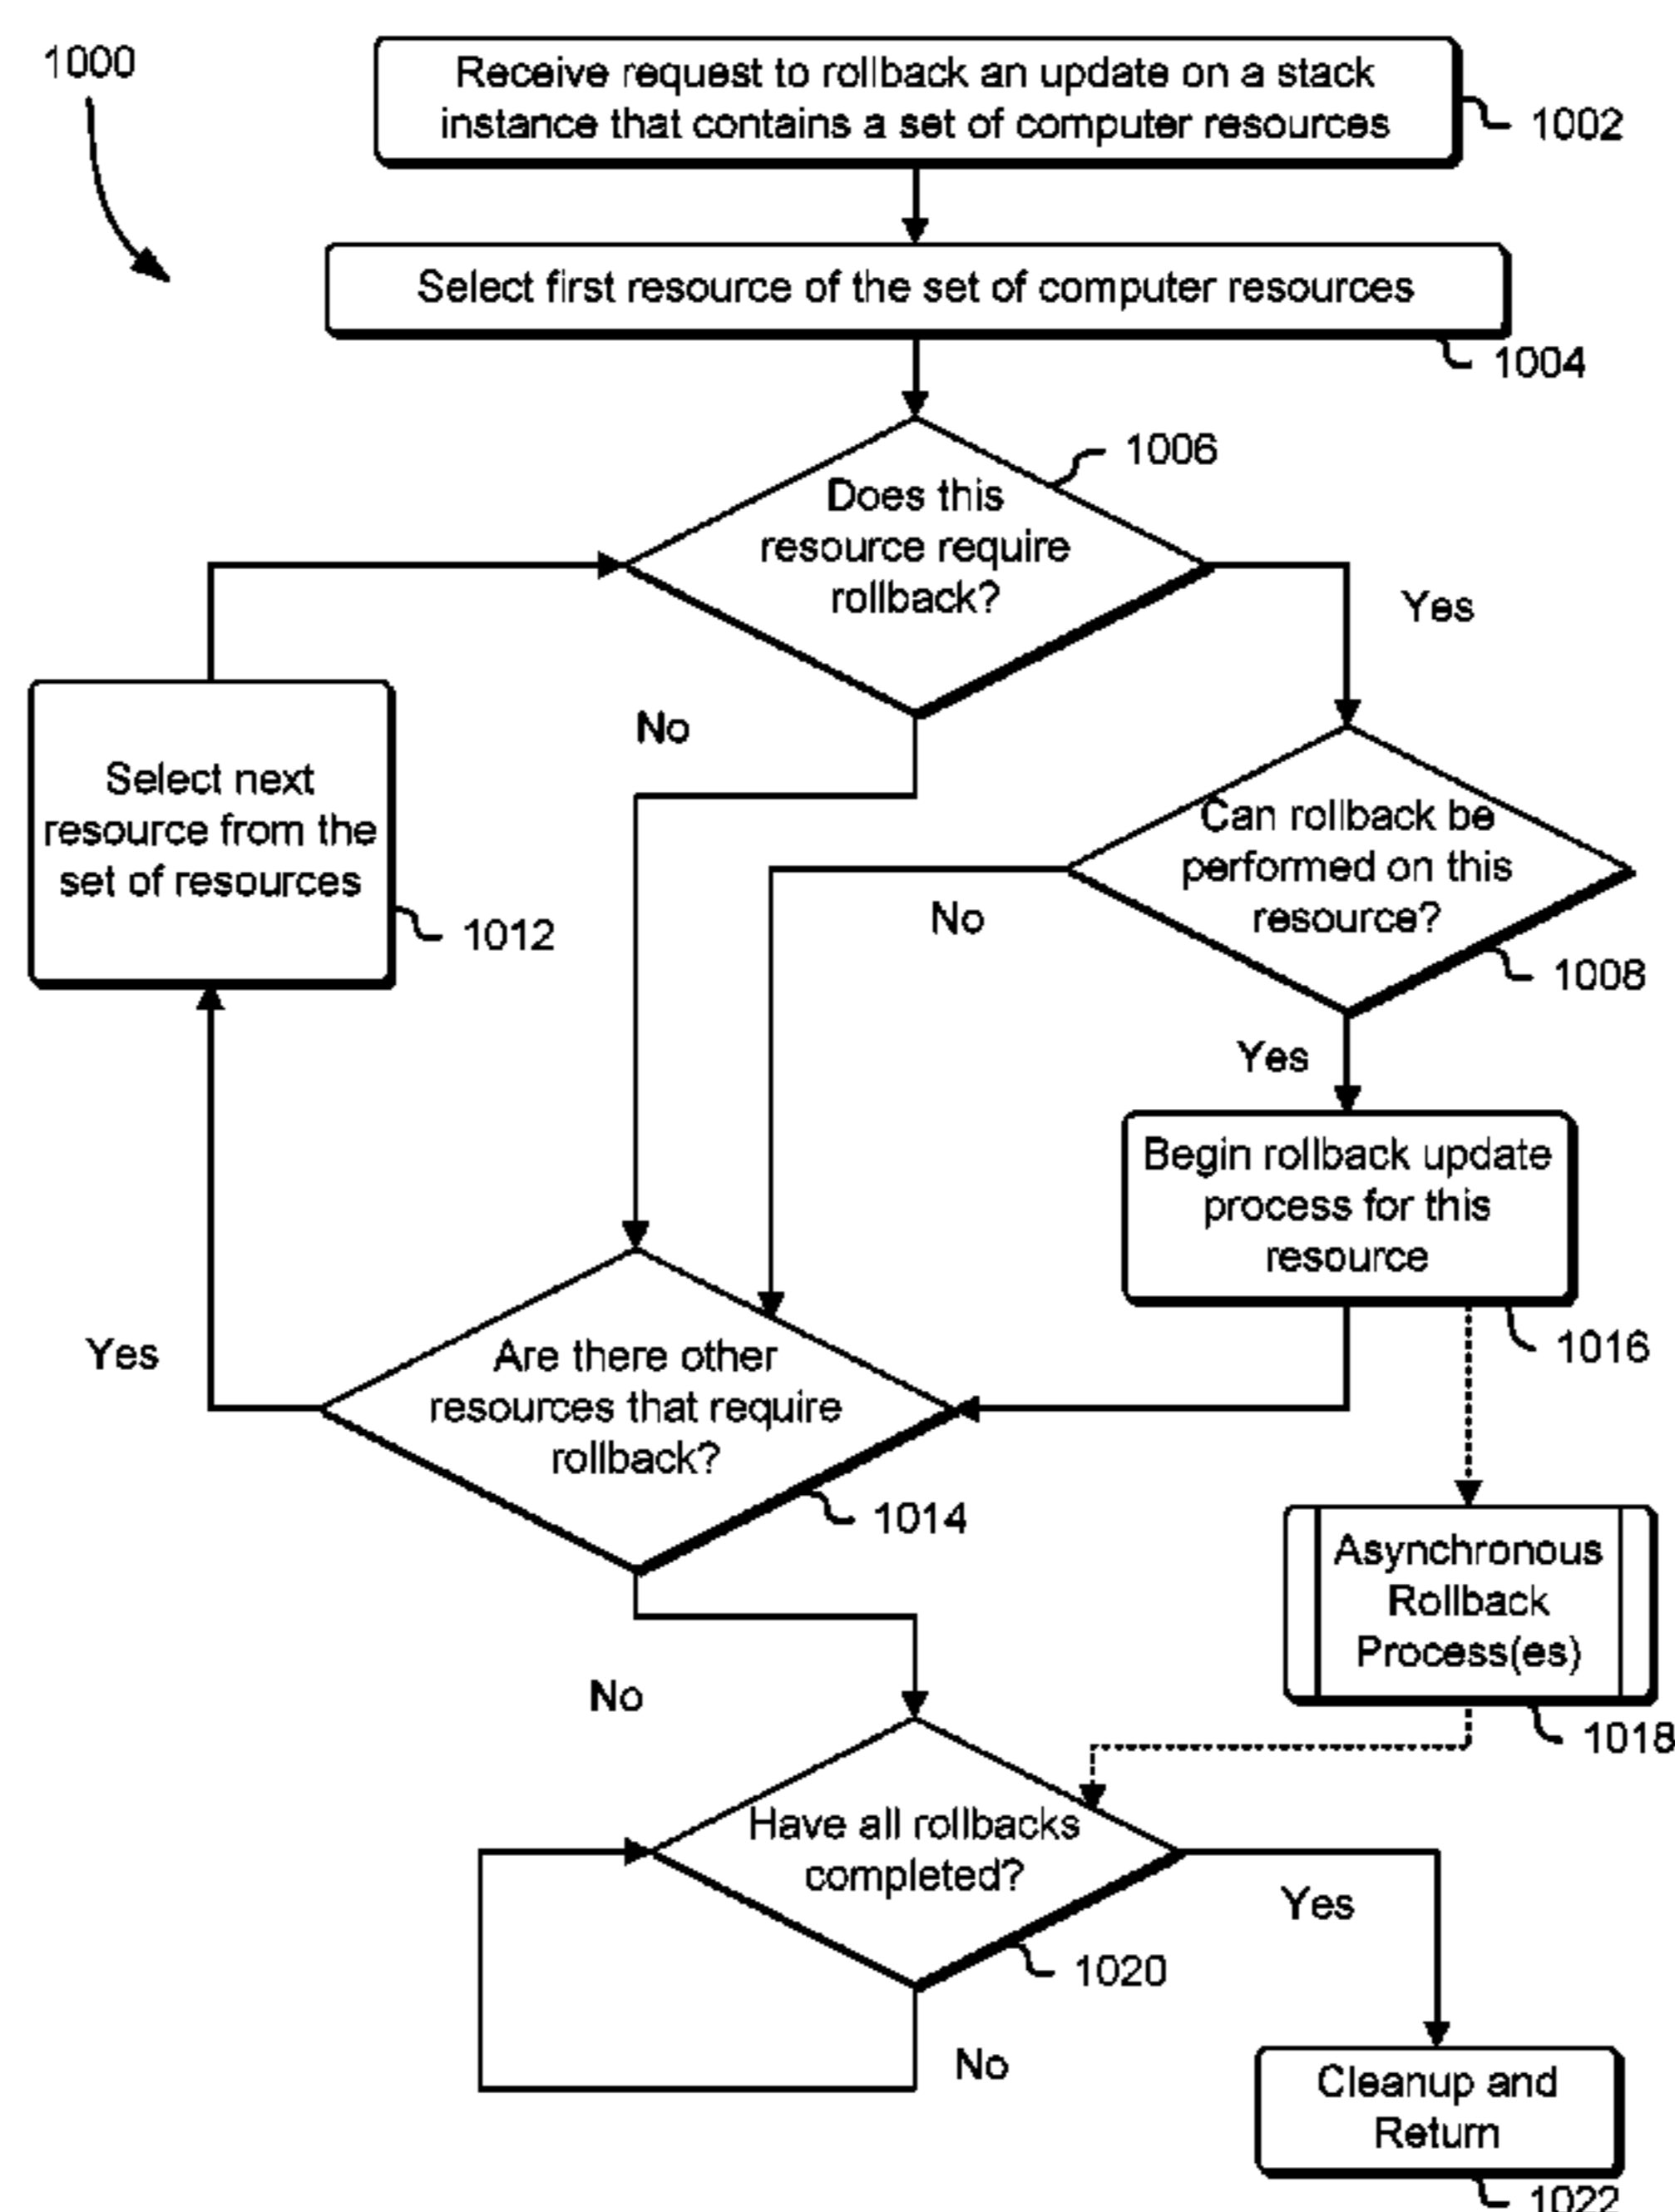 1000
Receive request to rollback an update on a stack
instance that contains a set of computer resources
1002
Select first resource of the set of computer resources
1004
1006
Does this
resource require
rollback?
Yes
No
Select next
resource from the
set of resources
1012
Can rollback be
performed on this
resource?
No
1008
Yes
Begin rollback update
process for this
resource
1016
Yes
Are there other
resources that require
rollback?
1014
Asynchronous
Rollback
Process(es)
1018
No
Have all rollbacks
completed?
Yes
1020
No
Cleanup and
Return
1022